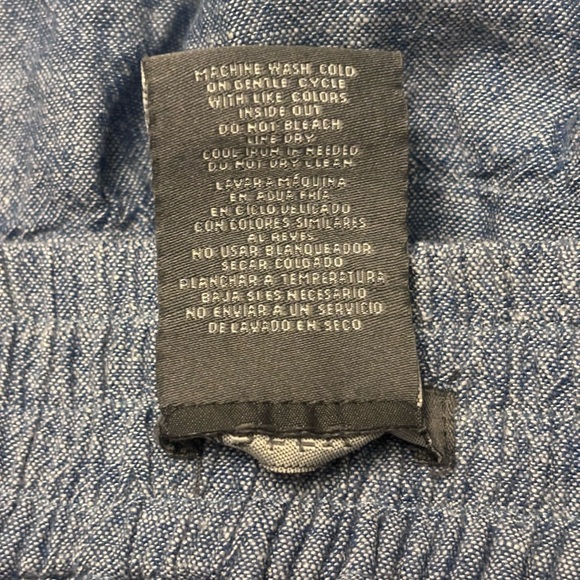 MACHINE WASH COLD
ON GENTLE CYCLE
WITH LIKE COLORS
INSIDE OUT
DO NOT BLEACH
LINE DRY
COOL IRON IF NEEDED
DO NOT DRY CLEAN
LAVAR A MÁQUINA
EN AGUA FRÍA
EN CICLO DELICADO
CON COLORES SIMILARES
AL REVES
NO USAR BLANQUEADOR
SECAR COLGADO
PLANCHAR A TEMPERATURA
BAJA SI ES NECESARIO
NO ENVIAR A UN SERVICIO
DE LAVADO EN SECO